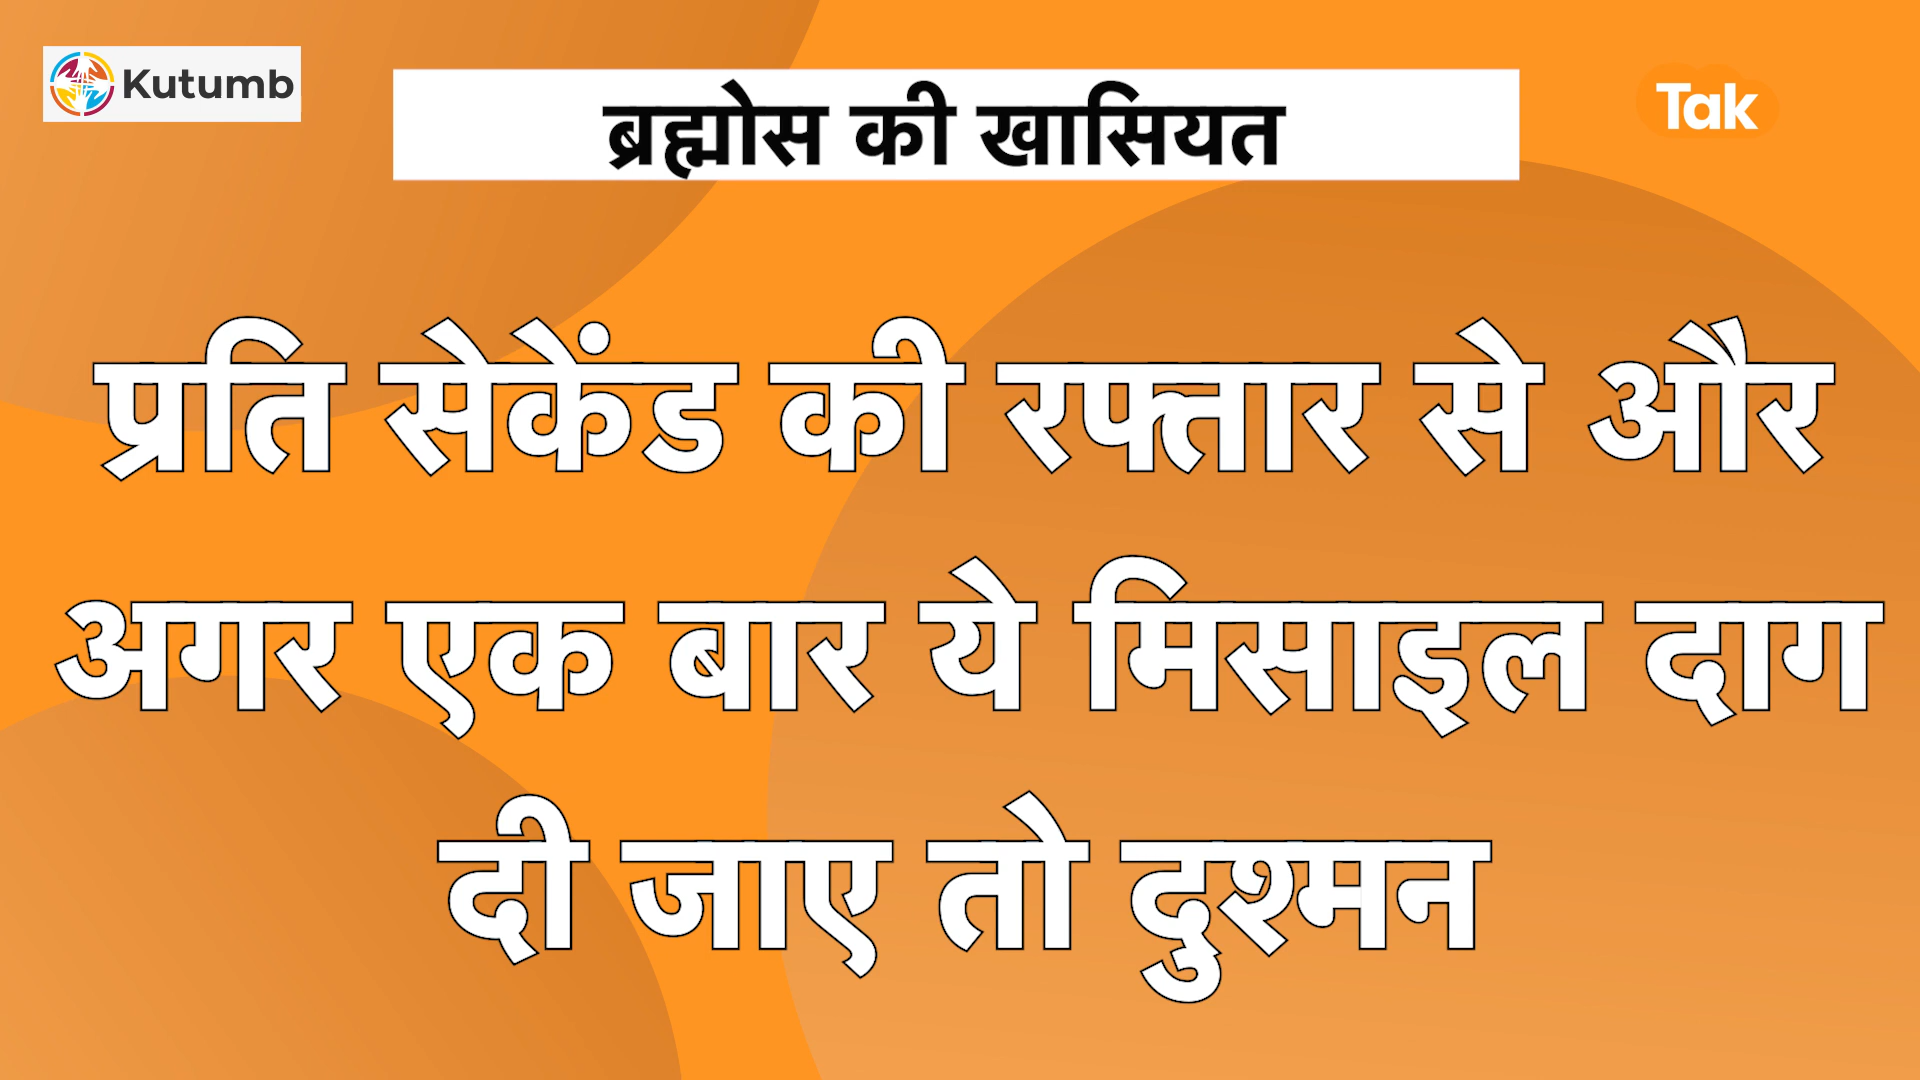 Kutumb
ब्रह्मोस की खासियत
Tak
प्रति सेकेंड की रफ्तार से और
अगर एक बार ये मिसाइल दाग
दी जाए तो दुश्मन